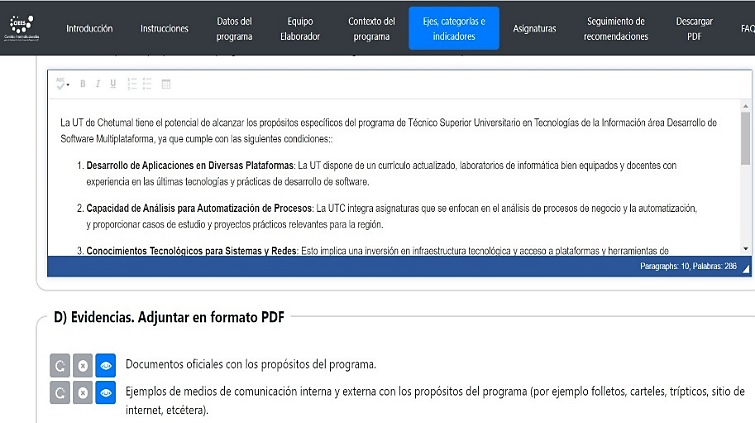 CIEES
Introducción
Instrucciones
Datos del
programa
Equipo
Elaborador
Contexto del
programa
Ejes, categorías e
indicadores
Asignaturas
Seguimiento de
recomendaciones
Descargar
PDF
FAQ
La UT de Chetumal tiene el potencial de alcanzar los propósitos específicos del programa de Técnico Superior Universitario en Tecnologías de la Información área Desarrollo de
Software Multiplataforma, ya que cumple con las siguientes condiciones::
1. Desarrollo de Aplicaciones en Diversas Plataformas: La UT dispone de un currículo actualizado, laboratorios de informática bien equipados y docentes con
experiencia en las últimas tecnologías y prácticas de desarrollo de software.
2. Capacidad de Análisis para Automatización de Procesos: La UTC integra asignaturas que se enfocan en el análisis de procesos de negocio y la automatización,
y proporcionar casos de estudio y proyectos prácticos relevantes para la región.
3. Conocimientos Tecnológicos para Sistemas y Redes: Esto implica una inversión en infraestructura tecnológica y acceso a plataformas y herramientas de
Paragraphs: 10, Palabras: 286
D) Evidencias. Adjuntar en formato PDF
Documentos oficiales con los propósitos del programa.
Ejemplos de medios de comunicación interna y externa con los propósitos del programa (por ejemplo folletos, carteles, trípticos, sitio de
internet, etcétera).